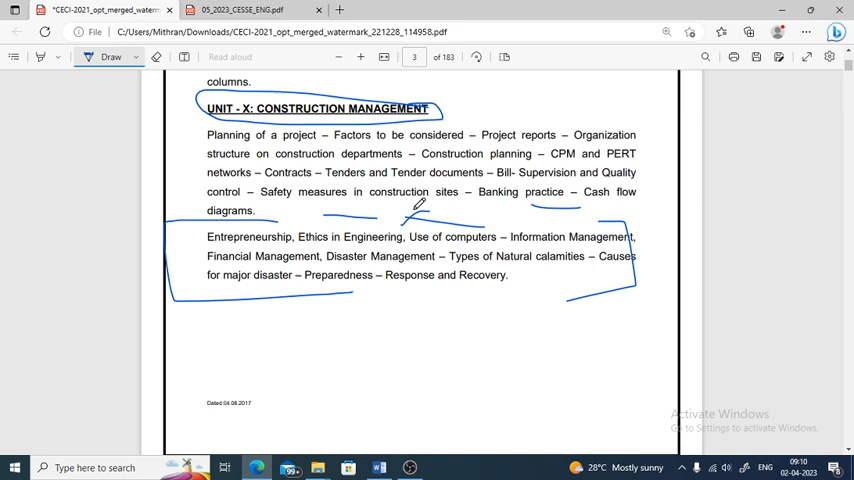 *CECI-2021_opt_merged_waterm
05_2023_CESSE_ENG.pdf
File
C:/Users/Mithran/Downloads/CECI-2021_opt_merged_watermark_221228_114958.pdf
Draw
Read aloud
3
of 183
columns.
UNIT - X: CONSTRUCTION MANAGEMENT
Planning of a project – Factors to be considered – Project reports – Organization
structure on construction departments – Construction planning – CPM and PERT
networks – Contracts – Tenders and Tender documents – Bill- Supervision and Quality
control – Safety measures in construction sites – Banking practice – Cash flow
diagrams.
Entrepreneurship, Ethics in Engineering, Use of computers – Information Management,
Financial Management, Disaster Management – Types of Natural calamities – Causes
for major disaster – Preparedness – Response and Recovery.
Dated 04.08.2017
Activate Windows
Go to Settings to activate Windows.
Type here to search
99+
28°C Mostly sunny
ENG
09:10
02-04-2023
8